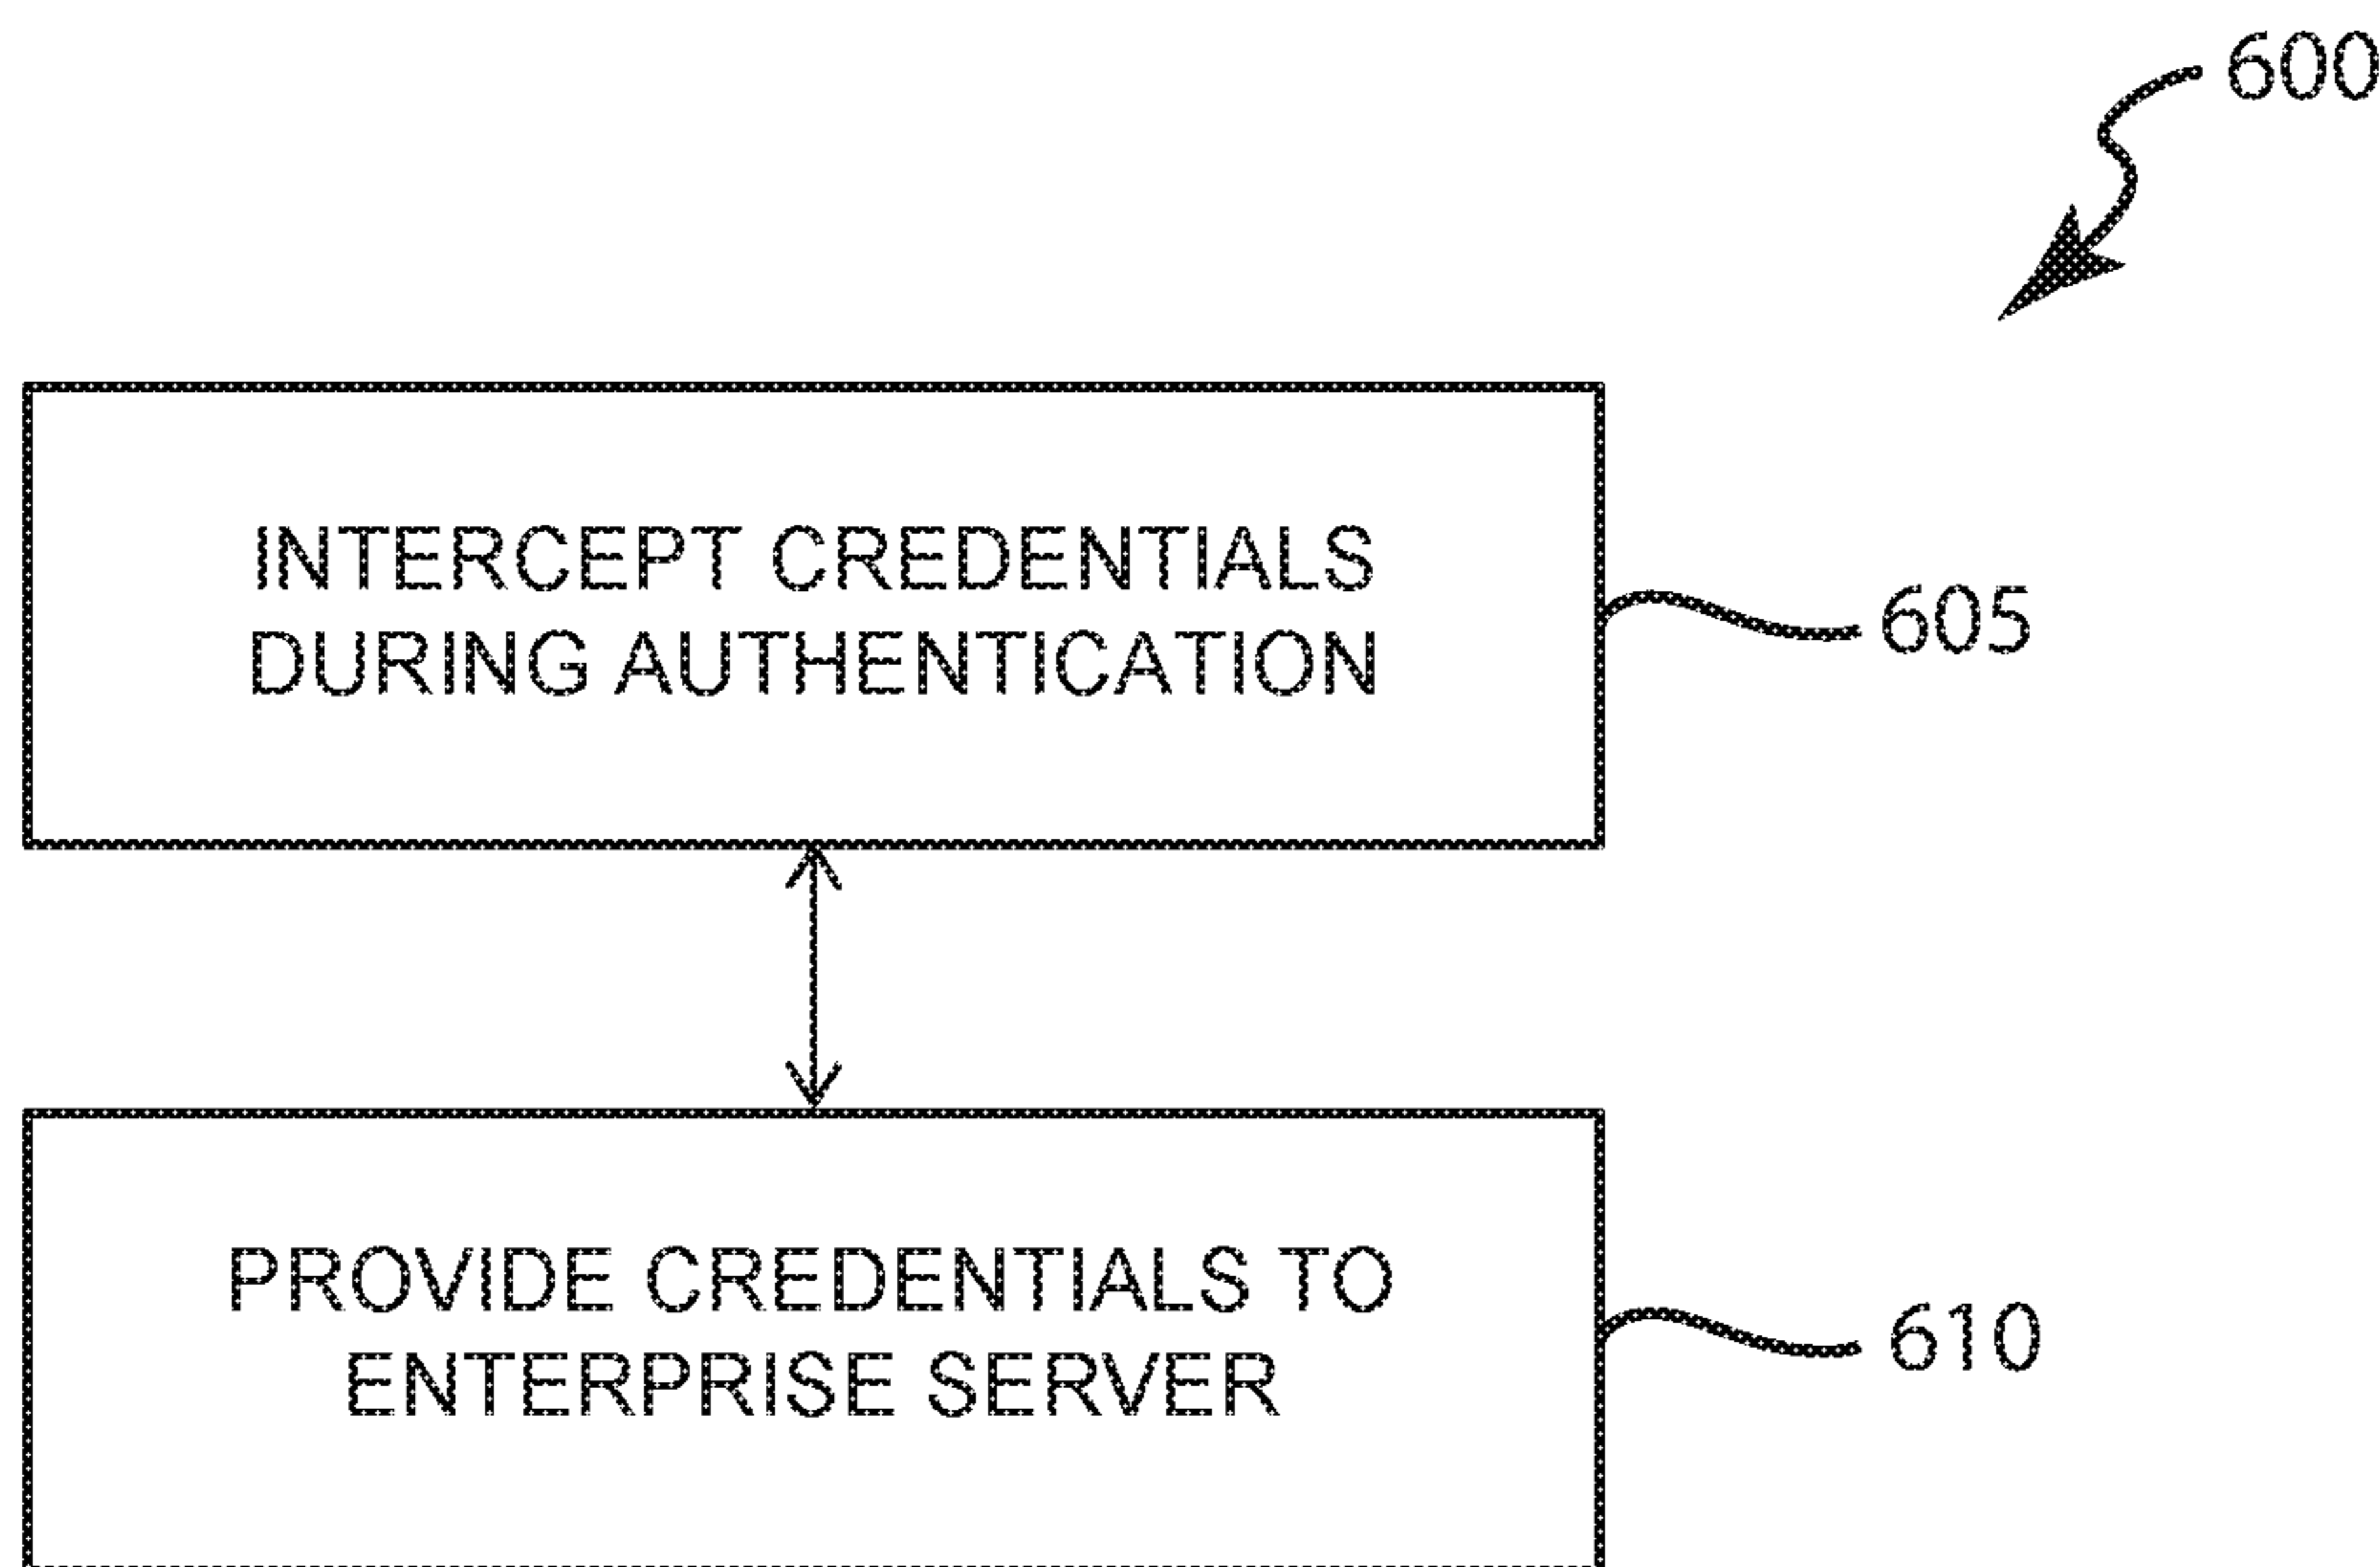 600
INTERCEPT CREDENTIALS
DURING AUTHENTICATION
605
PROVIDE CREDENTIALS TO
ENTERPRISE SERVER
610